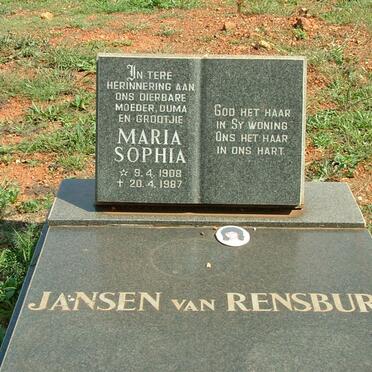 IN TERE
HERINNERING AAN
ONS DIERBARE
MOEDER, DUMA
EN GROOTJIE
MARIA
SOPHIA
☆ 9.4.1908
✝ 20.4.1987
GOD HET HAAR
IN SY WONING
ONS HET HAAR
IN ONS HART.
JANSEN VAN RENSBUR